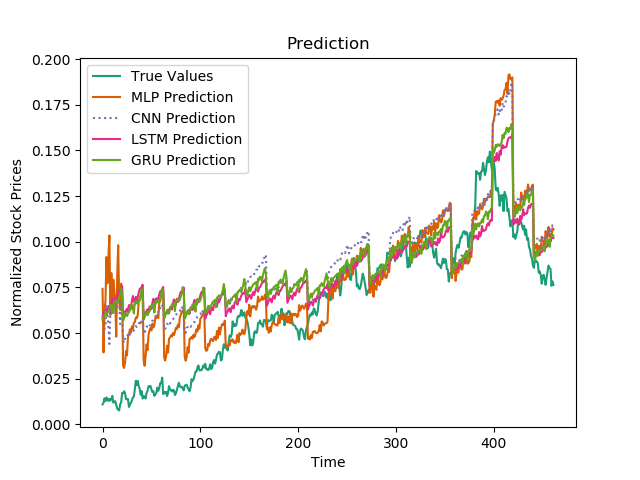 Prediction
True Values
MLP Prediction
CNN Prediction
LSTM Prediction
GRU Prediction
0.200
0.175
0.150
0.125
0.100
0.075
0.050
0.025
0.000
Normalized Stock Prices
0 100 200 300 400
Time